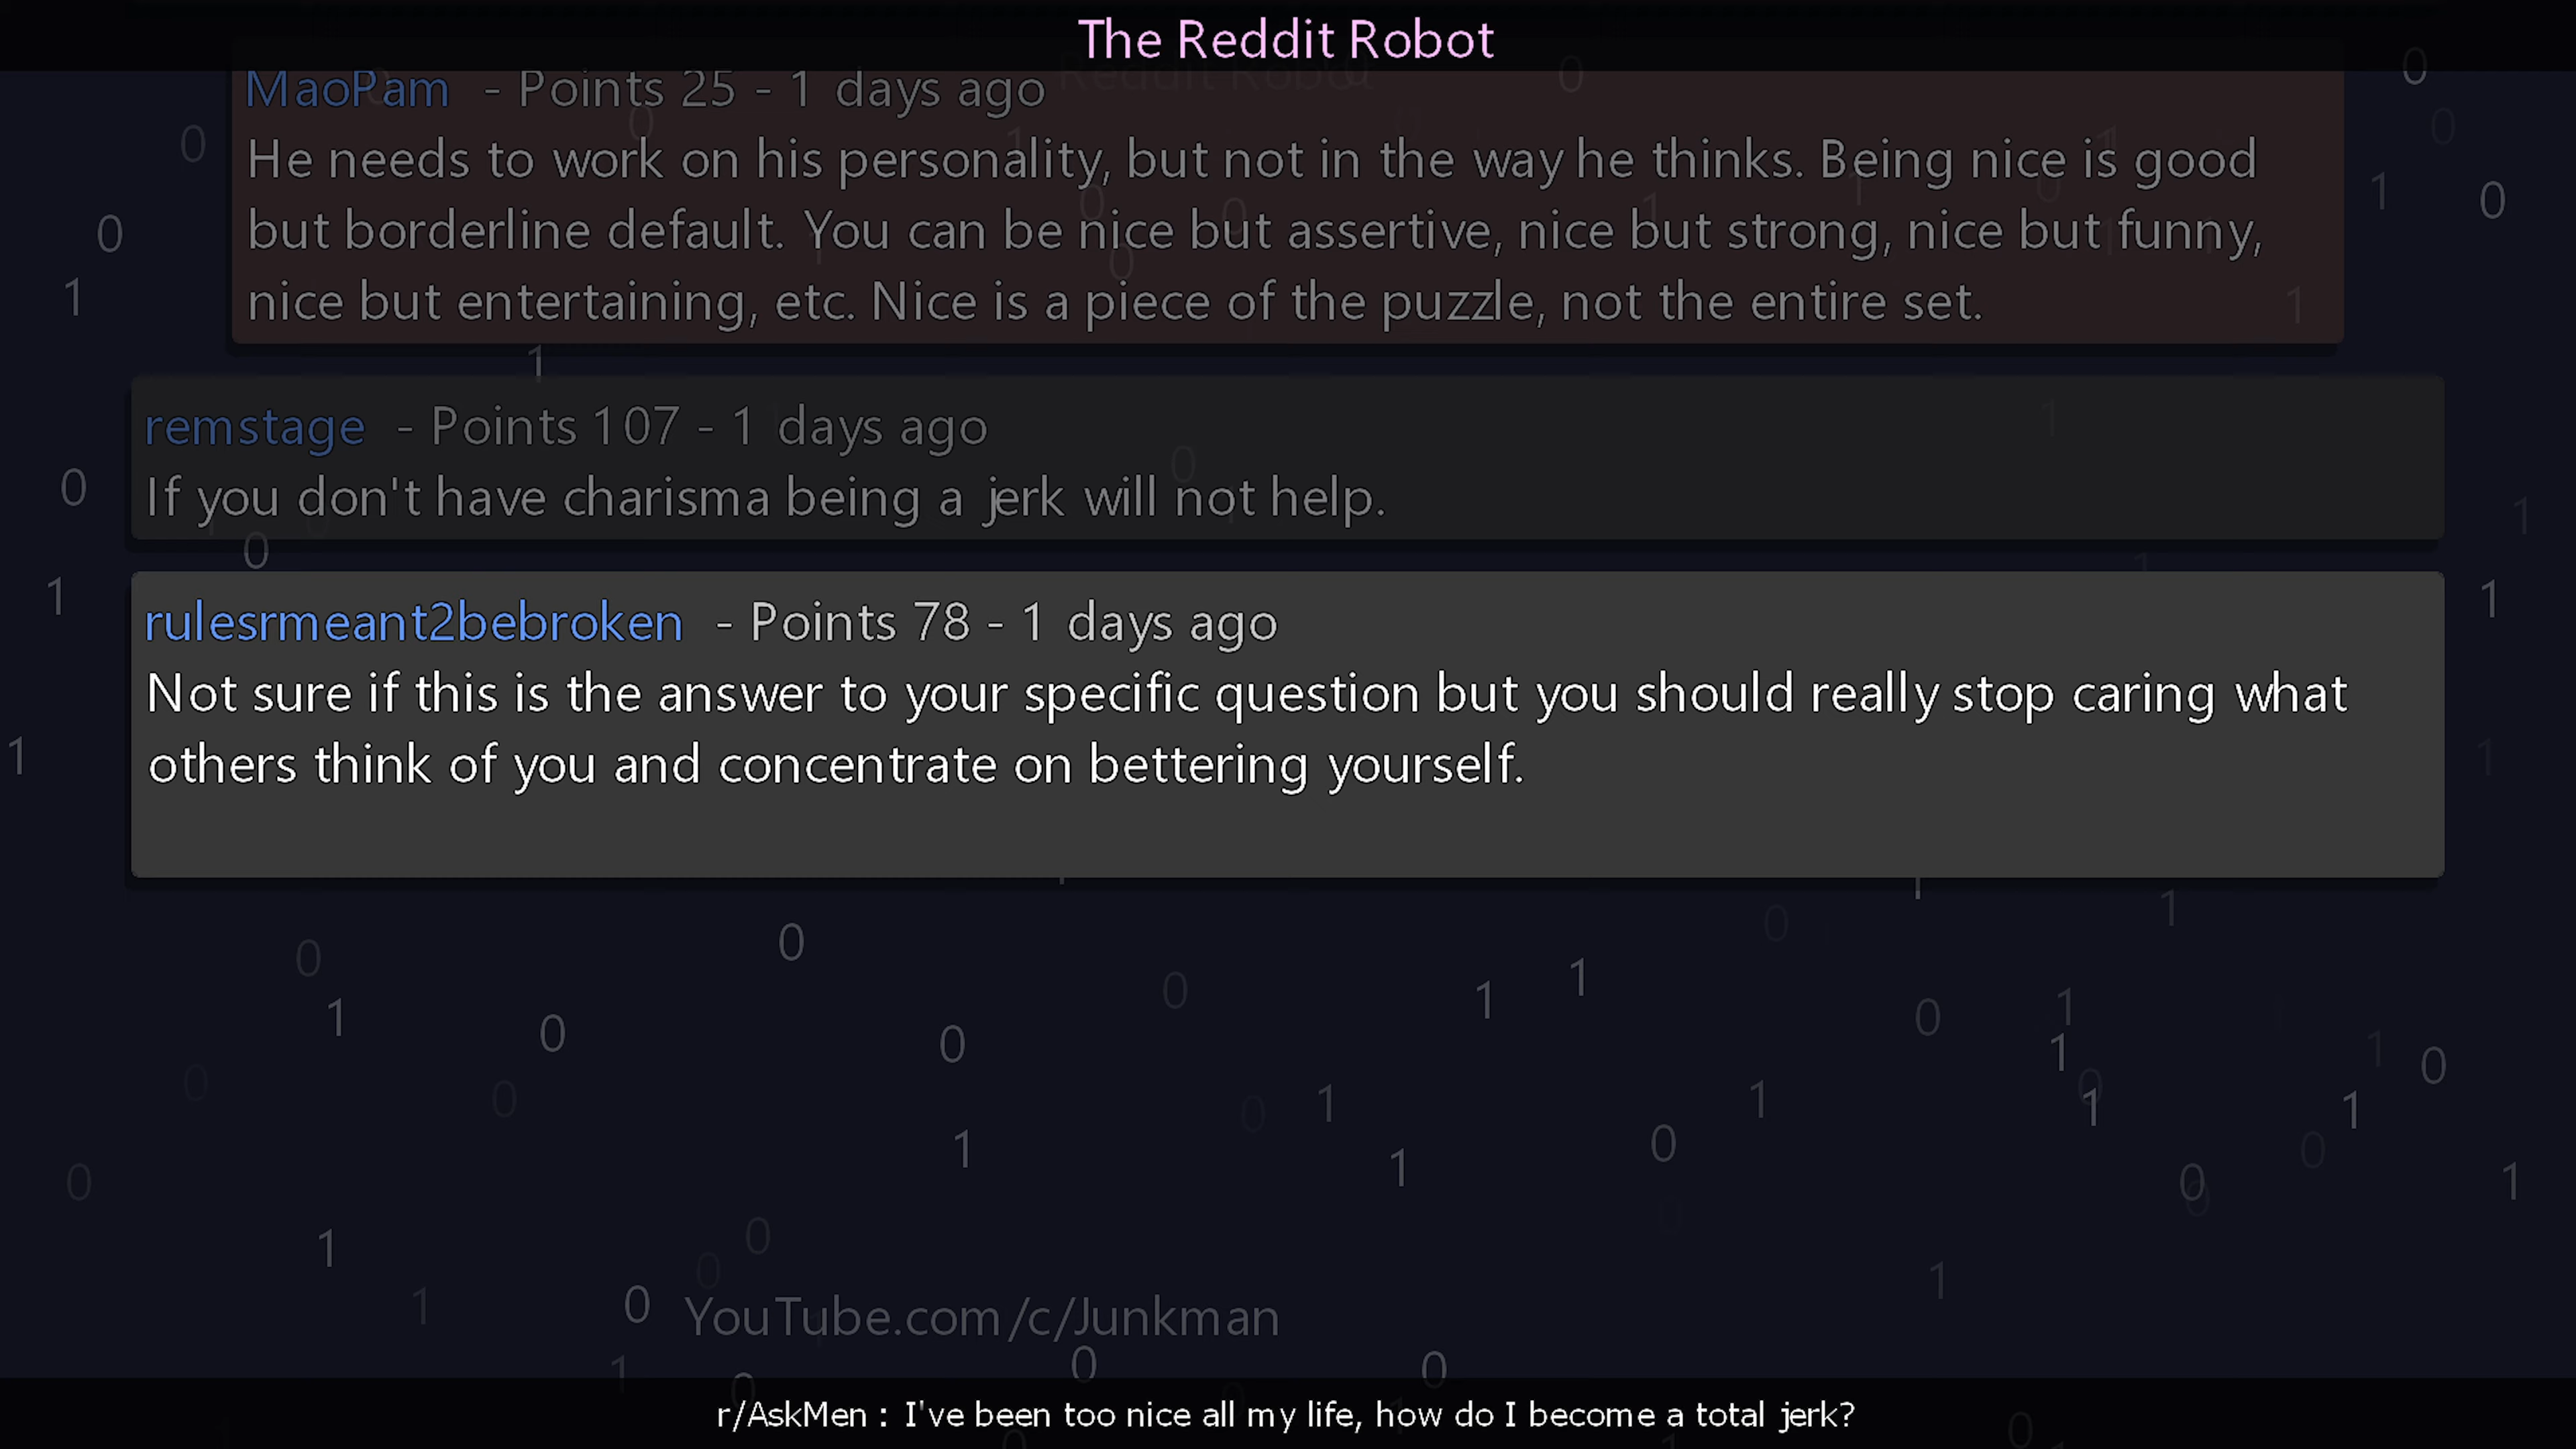 The Reddit Robot
MaoPam - Points 25 - 1 days ago
He needs to work on his personality, but not in the way he thinks. Being nice is good
but borderline default. You can be nice but assertive, nice but strong, nice but funny,
nice but entertaining, etc. Nice is a piece of the puzzle, not the entire set.
remstage - Points 107 - 1 days ago
If you don't have charisma being a jerk will not help.
rulesrmeant2bebroken - Points 78 - 1 days ago
Not sure if this is the answer to your specific question but you should really stop caring what
others think of you and concentrate on bettering yourself.
YouTube.com/c/Junkman
r/AskMen : I've been too nice all my life, how do I become a total jerk?